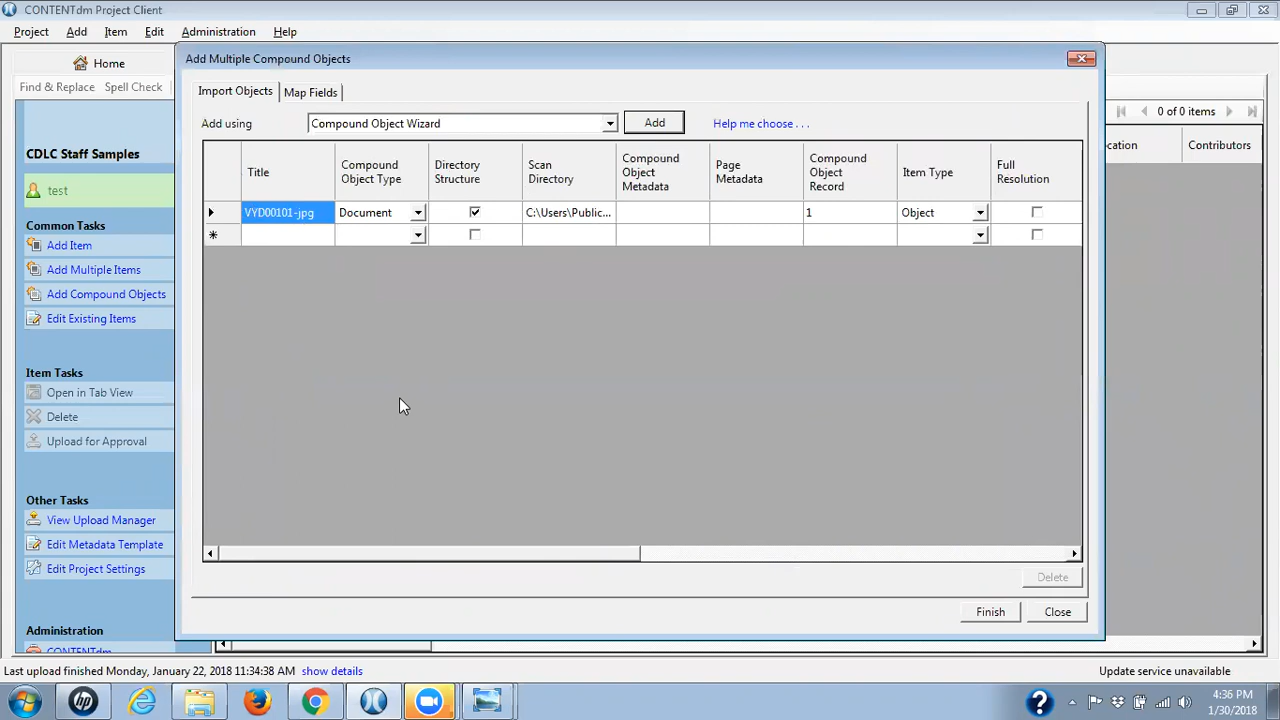 CONTENTdm Project Client
Project Add Item Edit Administration Help
Home
Find & Replace Spell Check
CDLC Staff Samples
test
Common Tasks
Add Item
Add Multiple Items
Add Compound Objects
Edit Existing Items
Item Tasks
Open in Tab View
Delete
Upload for Approval
Other Tasks
View Upload Manager
Edit Metadata Template
Edit Project Settings
Administration
Add Multiple Compound Objects
Import Objects Map Fields
Add using Compound Object Wizard Add Help me choose . . .
Title Compound Object Type Directory Structure Scan Directory Compound Object Metadata Page Metadata Compound Object Record Item Type Full Resolution
VYD00101-jpg Document C:\Users\Public... 1 Object
Delete
Finish Close
0 of 0 items
Contributors
Last upload finished Monday, January 22, 2018 11:34:38 AM show details
Update service unavailable
4:36 PM
1/30/2018